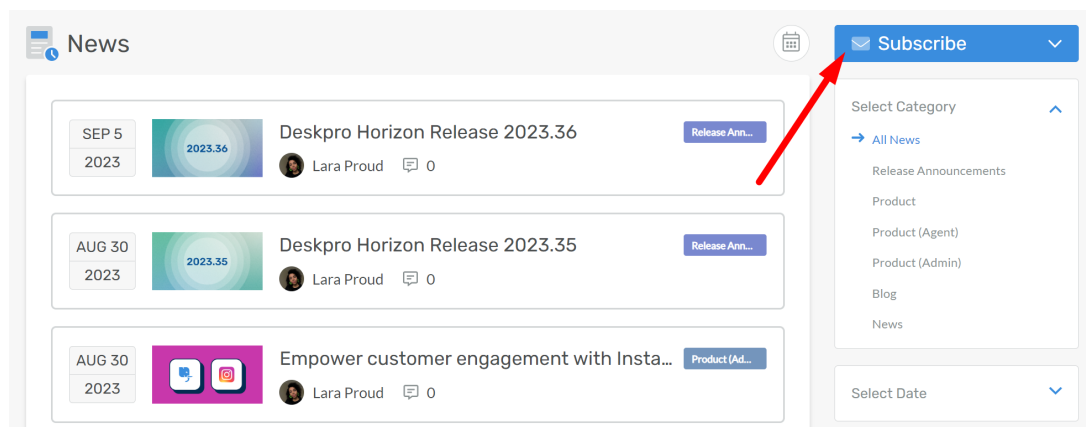 News
Subscribe
SEP 5
2023
2023.36
Deskpro Horizon Release 2023.36
Lara Proud
0
Release Ann...
AUG 30
2023
2023.35
Deskpro Horizon Release 2023.35
Lara Proud
0
Release Ann...
AUG 30
2023
Empower customer engagement with Insta...
Lara Proud
0
Product (Ad...
Select Category
All News
Release Announcements
Product
Product (Agent)
Product (Admin)
Blog
News
Select Date